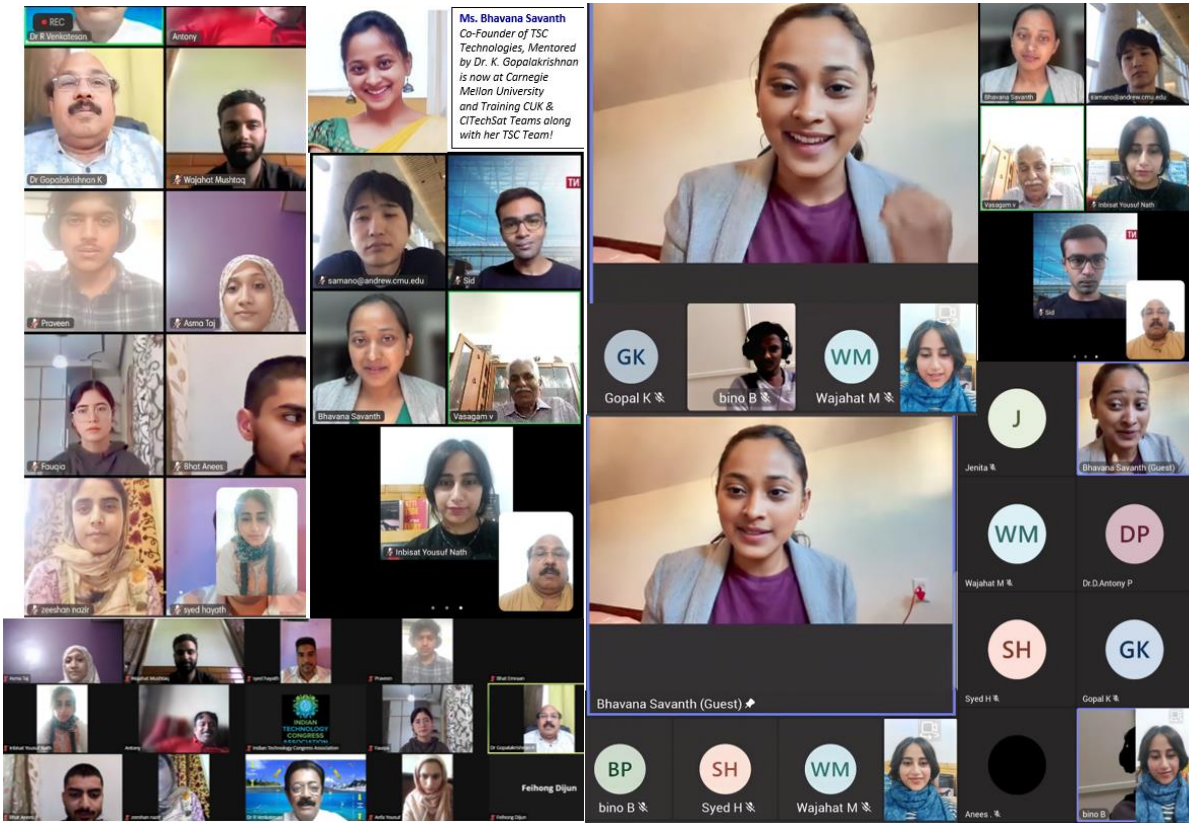 REC
Dr R Venkatesan
Antony
Dr Gopalakrishnan K
Wajahat Mushtaq
Praveen
Asma Taj
Fauqia
Bhat Anees
zeeshan nazir
syed hayath
Ms. Bhavana Savanth
Co-Founder of TSC
Technologies, Mentored
by Dr. K. Gopalakrishnan
is now at Carnegie
Mellon University
and Training CUK &
CITechSat Teams along
with her TSC Team!
samano@andrew.cmu.edu
Sid
Bhavana Savanth
Vasagam v
Inbisat Yousuf Nath
GK
Gopal K
bino B
WM
Wajahat M
Bhavana Savanth
samano@andrew.cmu.edu
Vasagam v
Inbisat Yousuf Nath
Sid
Bhavana Savanth (Guest)
BP
bino B
SH
Syed H
WM
Wajahat M
J
Jenita
Bhavana Savanth (Guest)
WM
Wajahat M
DP
Dr.D.Antony P
SH
Syed H
GK
Gopal K
Anees .
bino B
Asma Taj
Wajahat Mushtaq
syed hayath
Praveen
Inbisat Yousuf Nath
Antony
INDIAN
TECHNOLOGY
CONGRESS
ASSOCIATION
Indian Technology Congress Association
Fauqia
Dr Gopalakrishnan K
Bhat Anees
zeeshan nazir
Dr R Venkatesan
Feihong Dijun
Feihong Dijun